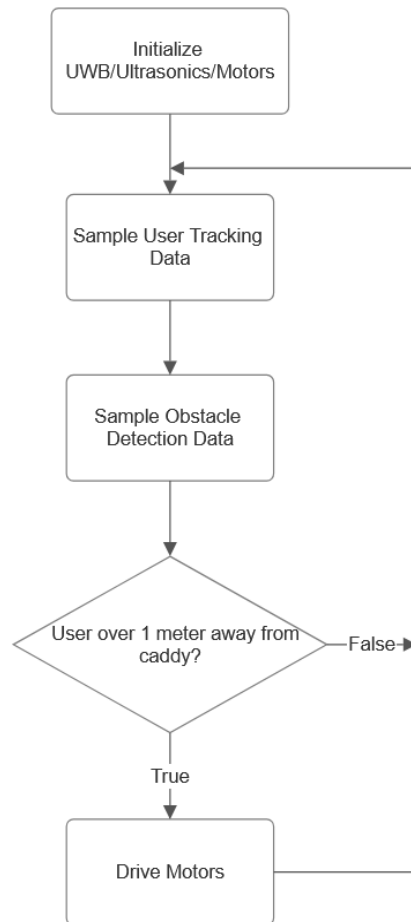 Initialize
UWB/Ultrasonics/Motors
Sample User Tracking
Data
Sample Obstacle
Detection Data
User over 1 meter away from
caddy?
False
True
Drive Motors